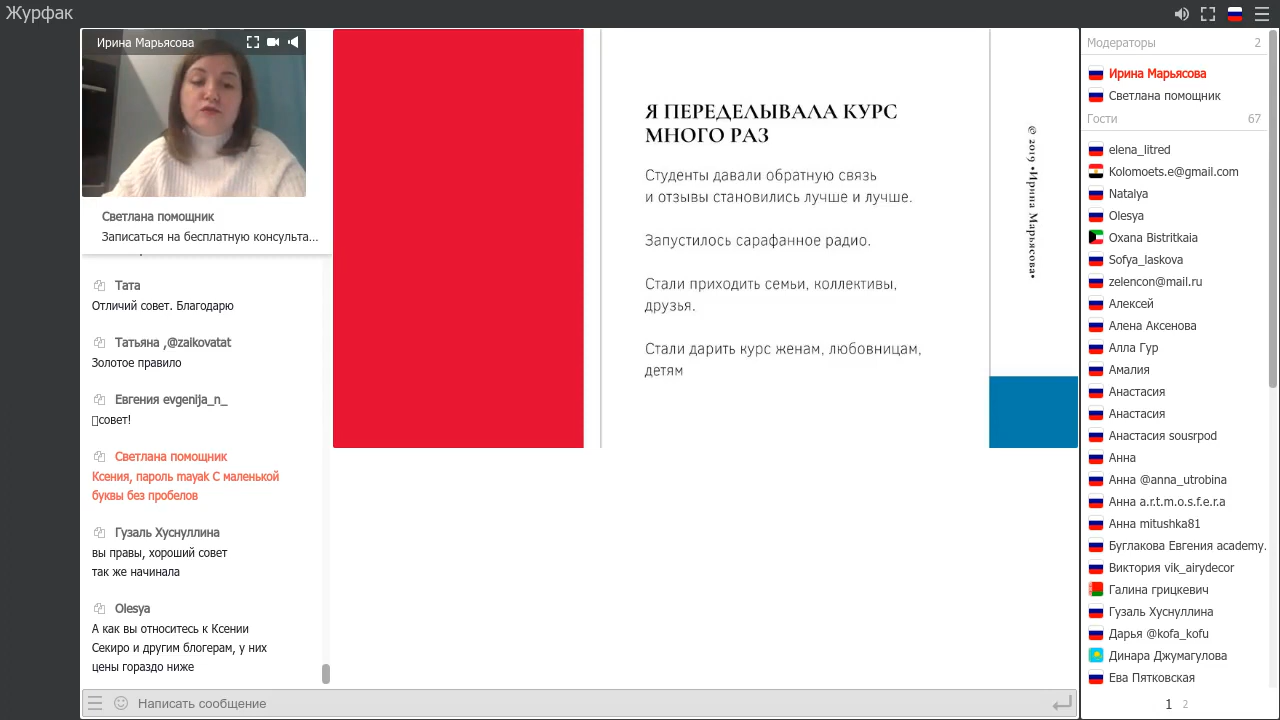 Журфак
Ирина Марьясова
Светлана помощник
Записаться на бесплатную консульта...
Тата
Отличий совет. Благодарю
Татьяна ,@zaikovatat
Золотое правило
Евгения evgenija_n_
совет!
Светлана помощник
Ксения, пароль mayak С маленькой
буквы без пробелов
Гузаль Хуснуллина
вы правы, хороший совет
так же начинала
Olesya
А как вы относитесь к Ксении
Секиро и другим блогерам, у них
цены гораздо ниже
Написать сообщение
Я ПЕРЕДЕЛЫВАЛА КУРС
МНОГО РАЗ
Студенты давали обратную связь
и отзывы становились лучше и лучше.
Запустилось сарафанное радио.
Стали приходить семьи, коллективы,
друзья.
Стали дарить курс женам, любовницам,
детям
© 2019 •Ирина Марьясова•
Модераторы 2
Ирина Марьясова
Светлана помощник
Гости 67
elena_litred
Kolomoets.e@gmail.com
Natalya
Olesya
Oxana Bistritkaia
Sofya_laskova
zelencon@mail.ru
Алексей
Алена Аксенова
Алла Гур
Амалия
Анастасия
Анастасия
Анастасия sousrpod
Анна
Анна @anna_utrobina
Анна a.r.t.m.o.s.f.e.r.a
Анна mitushka81
Буглакова Евгения academy.
Виктория vik_airydecor
Галина грицкевич
Гузаль Хуснуллина
Дарья @kofa_kofu
Динара Джумагулова
Ева Пятковская
1 2